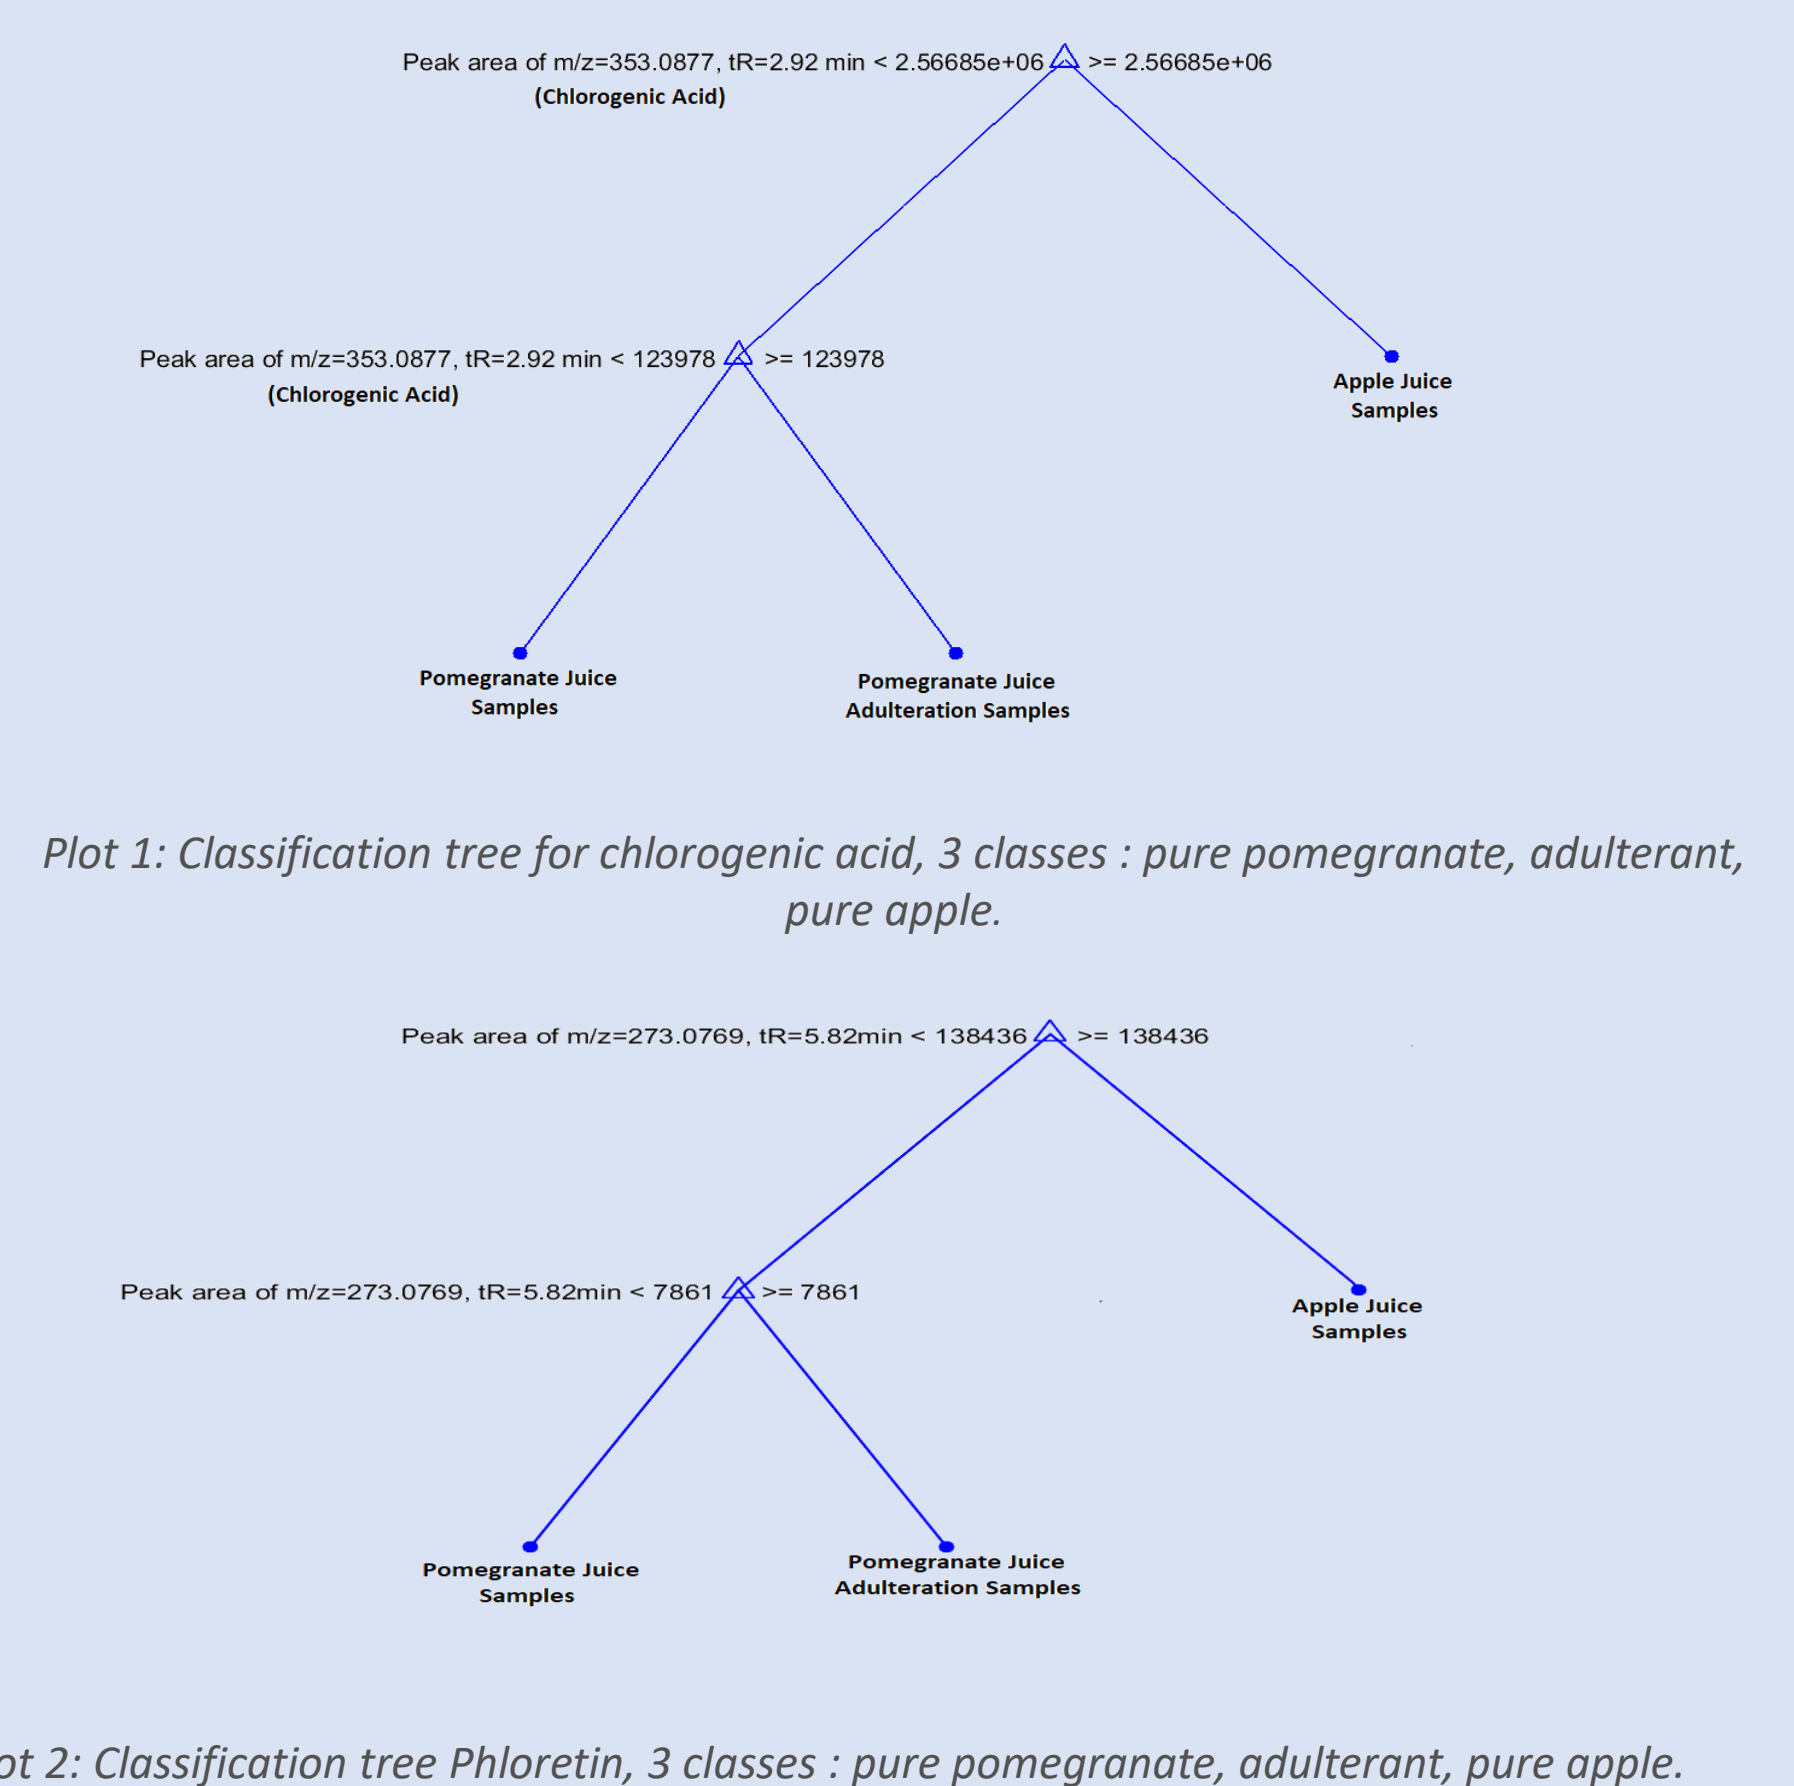 Peak area of m/z=353.0877, tR=2.92 min < 2.56685e+06 >= 2.56685e+06
(Chlorogenic Acid)
Peak area of m/z=353.0877, tR=2.92 min < 123978 >= 123978
(Chlorogenic Acid)
Apple Juice
Samples
Pomegranate Juice
Samples
Pomegranate Juice
Adulteration Samples
Plot 1: Classification tree for chlorogenic acid, 3 classes : pure pomegranate, adulterant,
pure apple.
Peak area of m/z=273.0769, tR=5.82min < 138436 >= 138436
Peak area of m/z=273.0769, tR=5.82min < 7861 >= 7861
Apple Juice
Samples
Pomegranate Juice
Samples
Pomegranate Juice
Adulteration Samples
ot 2: Classification tree Phloretin, 3 classes : pure pomegranate, adulterant, pure apple.